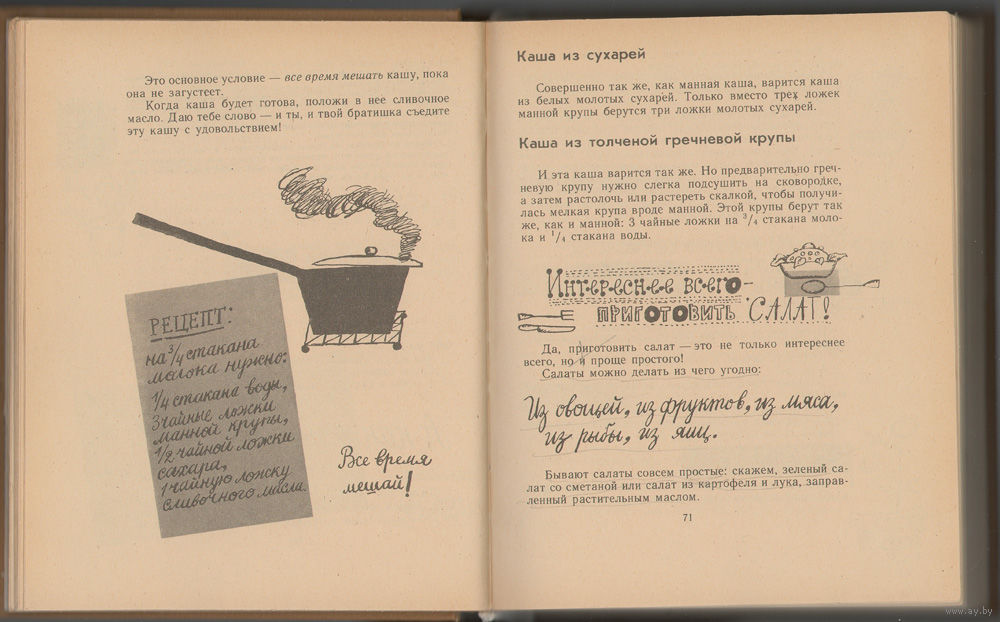 Это основное условие — все время мешать кашу, пока
она не загустеет.
Когда каша будет готова, положи в нее сливочное
масло. Даю тебе слово — и ты, и твой братишка съедите
эту кашу с удовольствием!
РЕЦЕПТ:
на 3/4 стакана
молока нужно:
1/4 стакана воды,
3 чайные ложки
манной крупы,
1/2 чайной ложки
сахара,
1 чайную ложку
сливочного масла.
Все время
мешай!
Каша из сухарей
Совершенно так же, как манная каша, варится каша
из белых молотых сухарей. Только вместо трех ложек
манной крупы берутся три ложки молотых сухарей.
Каша из толченой гречневой крупы
И эта каша варится так же. Но предварительно греч-
невую крупу нужно слегка подсушить на сковородке,
а затем растолочь или растереть скалкой, чтобы получи-
лась мелкая крупа вроде манной. Этой крупы берут так
же, как и манной: 3 чайные ложки на 3/4 стакана моло-
ка и 1/4 стакана воды.
Интереснее всего-
приготовить САЛАТ!
Да, приготовить салат — это не только интереснее
всего, но и проще простого!
Салаты можно делать из чего угодно:
Из овощей, из фруктов, из мяса,
из рыбы, из яиц.
Бывают салаты совсем простые: скажем, зеленый са-
лат со сметаной или салат из картофеля и лука, заправ-
ленный растительным маслом.
71
www.ay.by